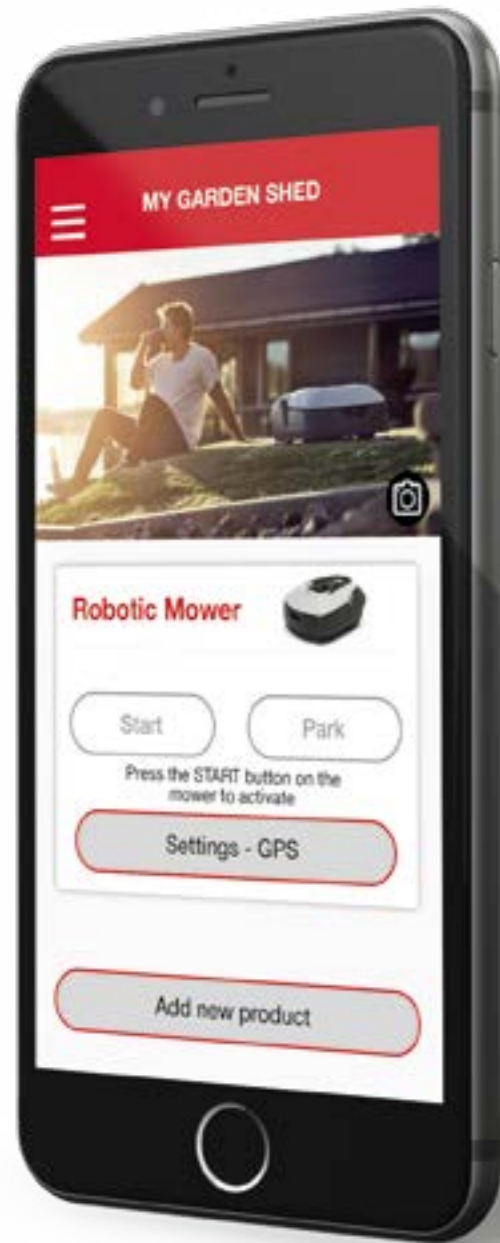 MY GARDEN SHED
Robotic Mower
Start
Park
Press the START button on the
mower to activate
Settings - GPS
Add new product